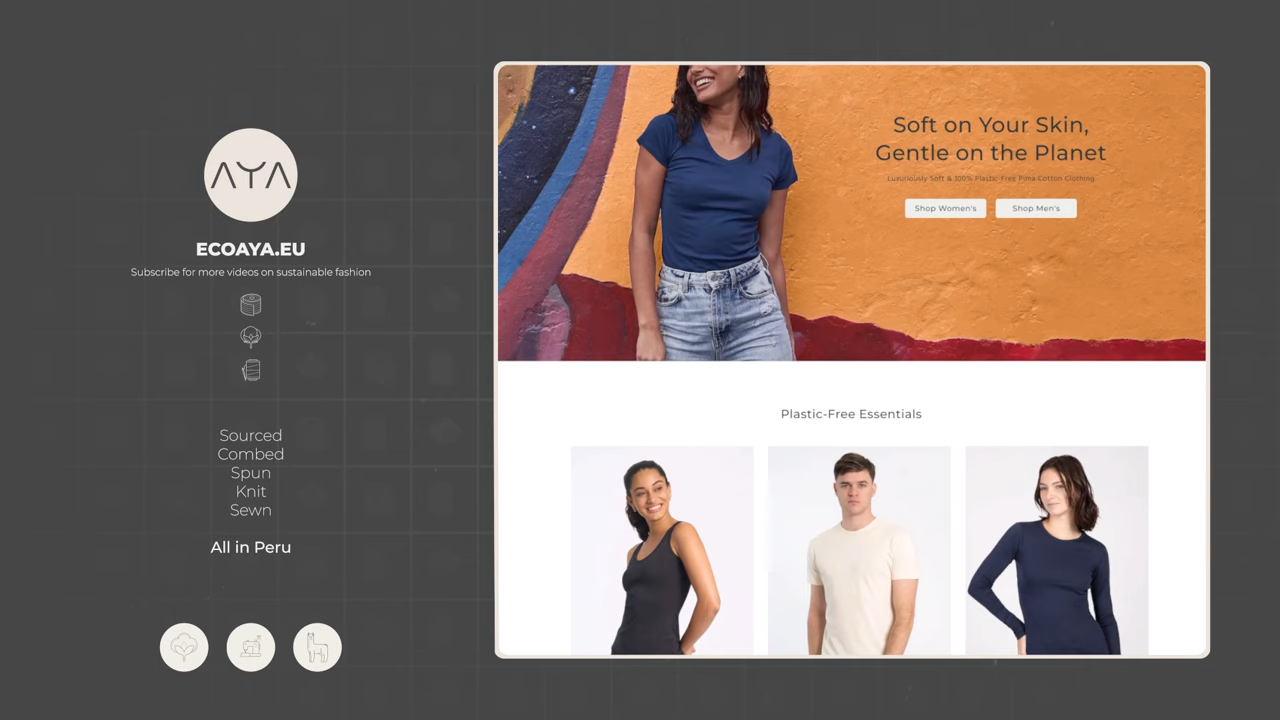 AYA
ECOAYA.EU
Subscribe for more videos on sustainable fashion
Sourced
Combed
Spun
Knit
Sewn
All in Peru
Soft on Your Skin,
Gentle on the Planet
Luxuriously Soft & 100% Plastic-Free Pima Cotton Clothing
Shop Women's
Shop Men's
Plastic-Free Essentials